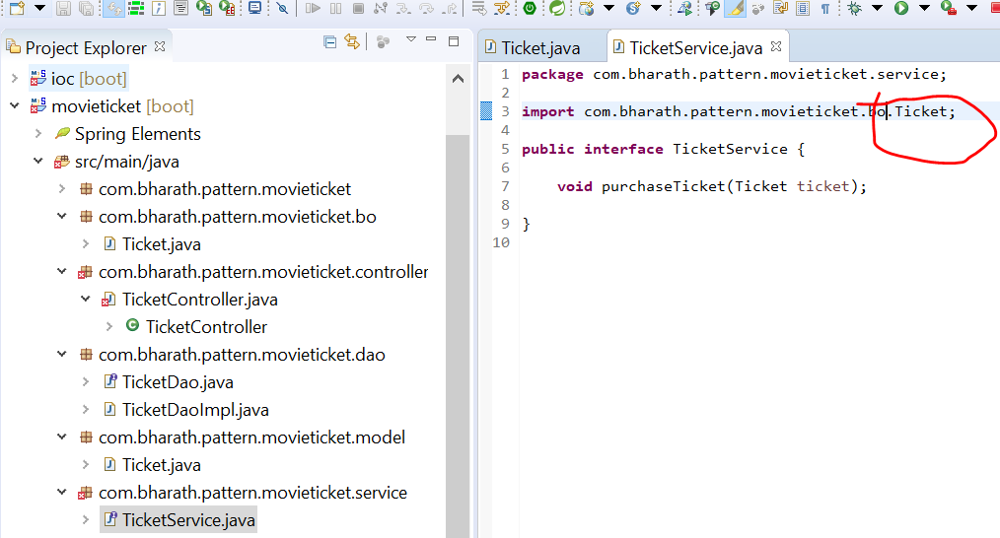 Project Explorer
ioc [boot]
movieticket [boot]
Spring Elements
src/main/java
com.bharath.pattern.movieticket
com.bharath.pattern.movieticket.bo
Ticket.java
com.bharath.pattern.movieticket.controller
TicketController.java
TicketController
com.bharath.pattern.movieticket.dao
TicketDao.java
TicketDaoImpl.java
com.bharath.pattern.movieticket.model
Ticket.java
com.bharath.pattern.movieticket.service
TicketService.java
Ticket.java
TicketService.java
1 package com.bharath.pattern.movieticket.service;
2
3 import com.bharath.pattern.movieticket.bo.Ticket;
4
5 public interface TicketService {
6
7 void purchaseTicket(Ticket ticket);
8
9 }
10